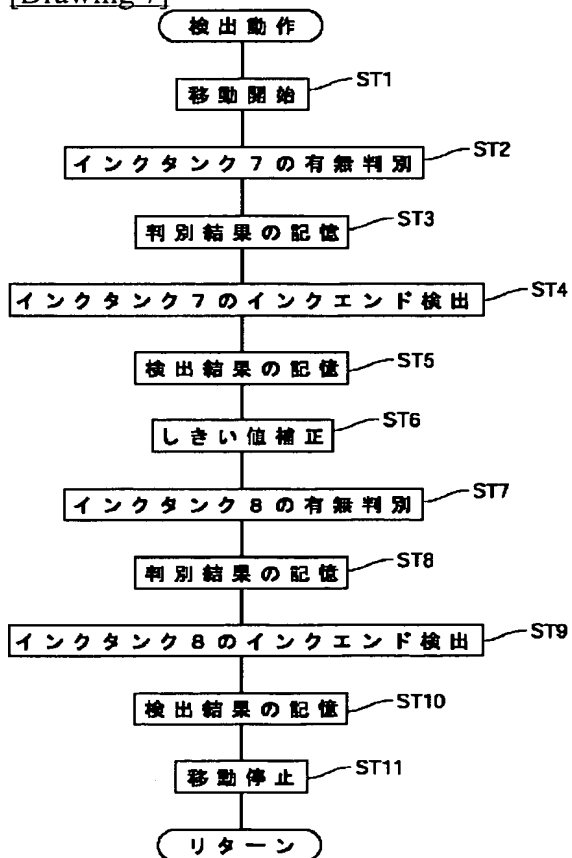 [Drawing 7]
検出動作
移動開始 ST1
インクタンク7の有無判別 ST2
判別結果の記憶 ST3
インクタンク7のインクエンド検出 ST4
検出結果の記憶 ST5
しきい値補正 ST6
インクタンク8の有無判別 ST7
判別結果の記憶 ST8
インクタンク8のインクエンド検出 ST9
検出結果の記憶 ST10
移動停止 ST11
リターン